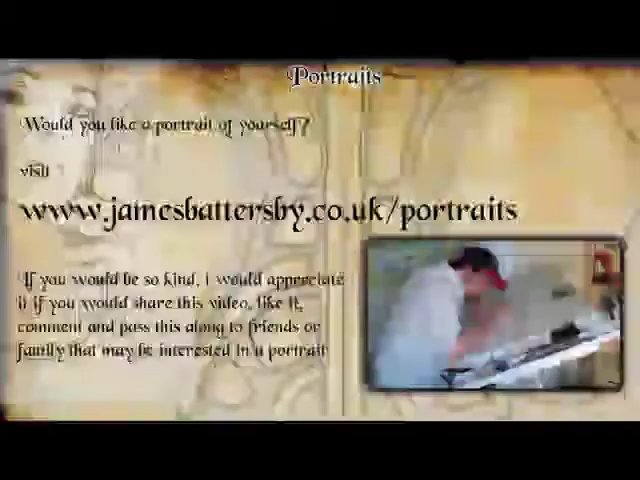 Portraits
Would you like a portrait of yourself?
visit
www.jamesbattersby.co.uk/portraits
If you would be so kind, i would appreciate
it if you would share this video, like it,
comment and pass this along to friends or
family that may be interested in a portrait